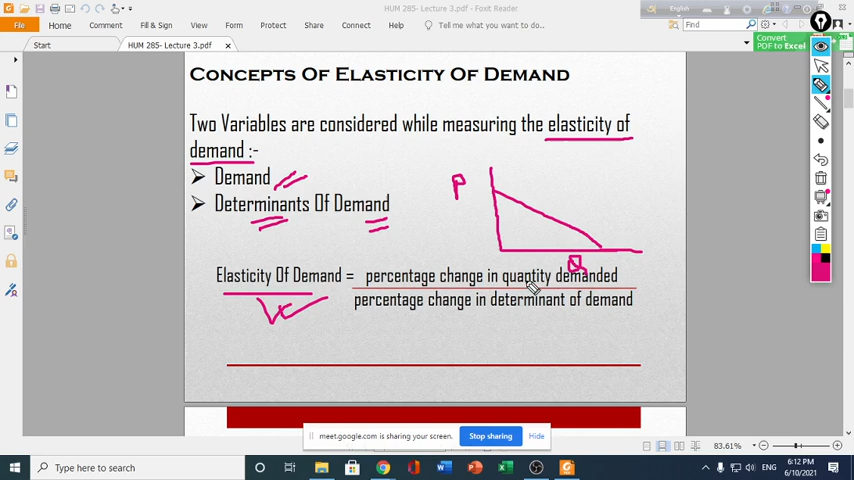 HUM 285- Lecture 3.pdf - Foxit Reader
English
File Home Comment Fill & Sign Form Protect Share Connect Help Tell me what you want to do...
Find
Start HUM 285- Lecture 3.pdf
Convert
PDF to Excel
CONCEPTS OF ELASTICITY OF DEMAND
Two Variables are considered while measuring the elasticity of
demand :-
Demand
Determinants Of Demand
P
Q
Elasticity Of Demand = percentage change in quantity demanded
percentage change in determinant of demand
meet.google.com is sharing your screen. Stop sharing Hide
83.61%
Type here to search
ENG
6:12 PM
6/10/2021